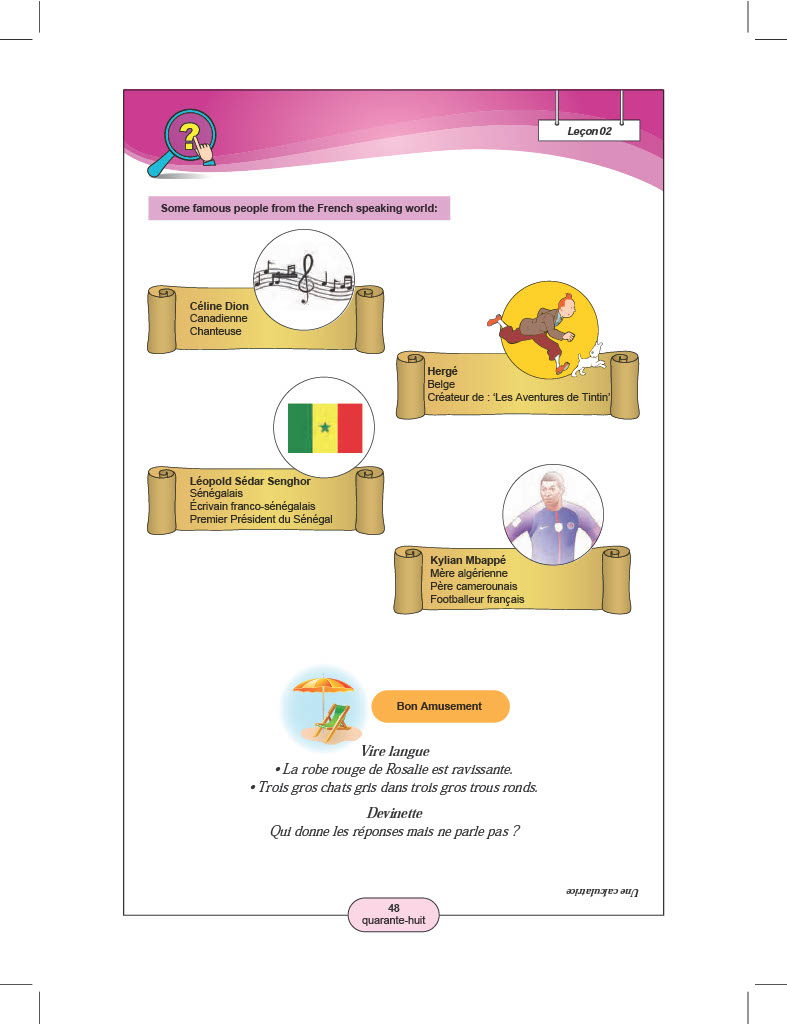 Leçon 02
Some famous people from the French speaking world:
Céline Dion
Canadienne
Chanteuse
Hergé
Belge
Créateur de : ‘Les Aventures de Tintin’
Léopold Sédar Senghor
Sénégalais
Écrivain franco-sénégalais
Premier Président du Sénégal
Kylian Mbappé
Mère algérienne
Père camerounais
Footballeur français
Bon Amusement
Vire langue
• La robe rouge de Rosalie est ravissante.
• Trois gros chats gris dans trois gros trous ronds.
Devinette
Qui donne les réponses mais ne parle pas ?
Une calculatrice
48
quarante-huit